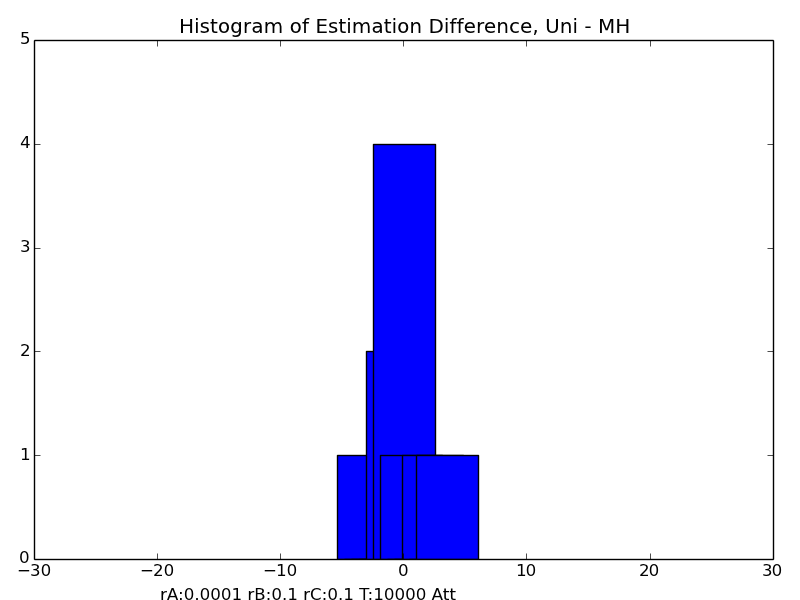 Histogram of Estimation Difference, Uni - MH
5
4
3
2
1
0
−30 −20 −10 0 10 20 30
rA:0.0001 rB:0.1 rC:0.1 T:10000 Att